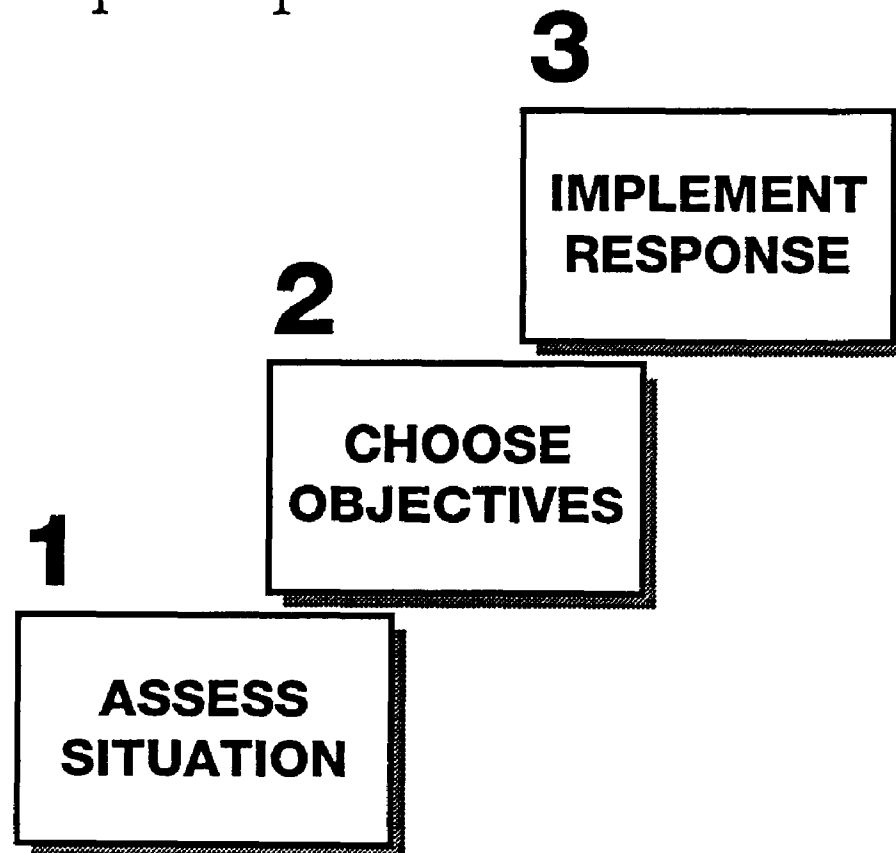 3
IMPLEMENT
RESPONSE
2
CHOOSE
OBJECTIVES
1
ASSESS
SITUATION